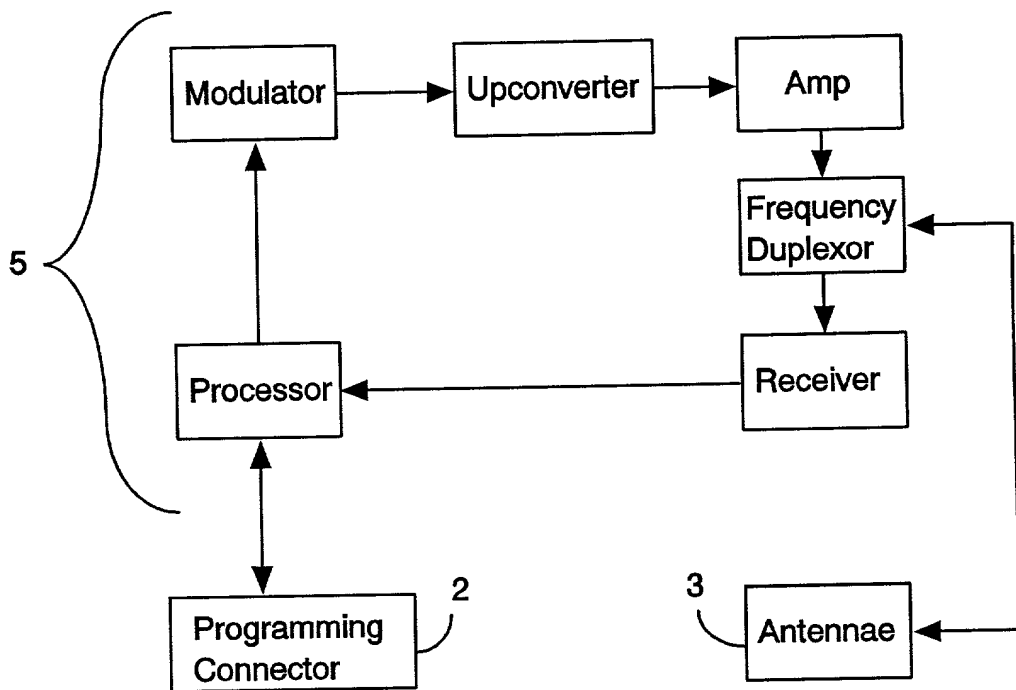 Modulator
Upconverter
Amp
Frequency
Duplexor
5
Processor
Receiver
2
3
Programming
Connector
Antennae